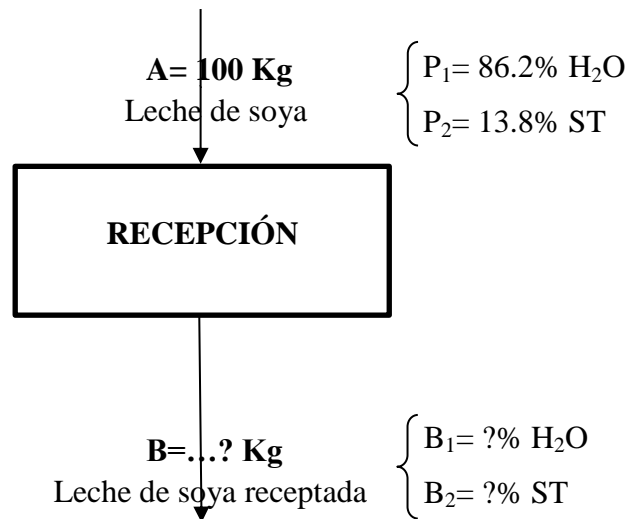 A= 100 Kg
Leche de soya
P₁= 86.2% H₂O
P₂= 13.8% ST
RECEPCIÓN
B=…? Kg
Leche de soya receptada
B₁= ?% H₂O
B₂= ?% ST